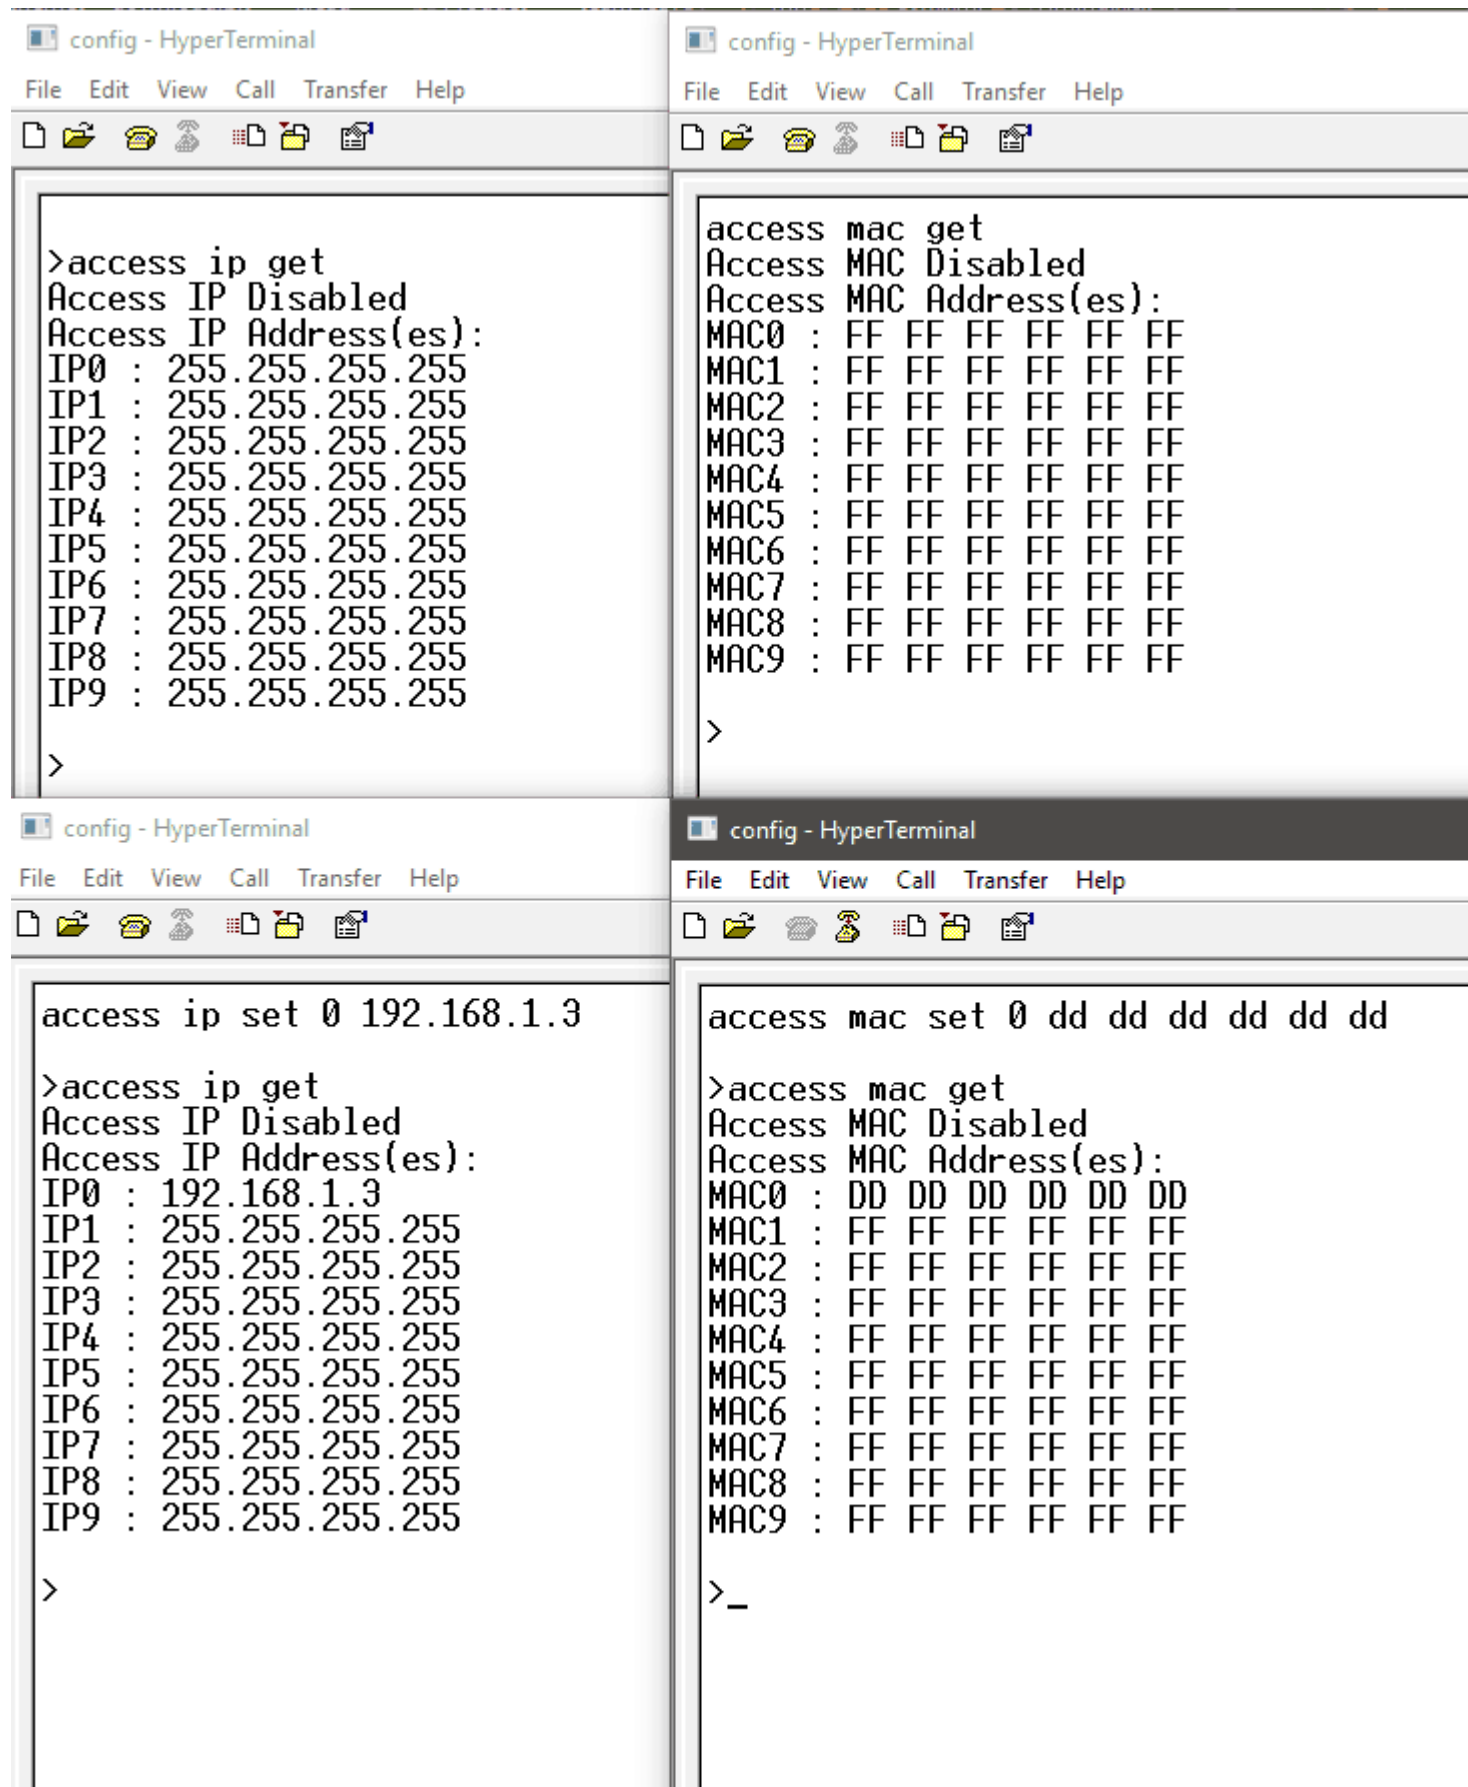 config - HyperTerminal
File Edit View Call Transfer Help
>access ip get
Access IP Disabled
Access IP Address(es):
IP0 : 255.255.255.255
IP1 : 255.255.255.255
IP2 : 255.255.255.255
IP3 : 255.255.255.255
IP4 : 255.255.255.255
IP5 : 255.255.255.255
IP6 : 255.255.255.255
IP7 : 255.255.255.255
IP8 : 255.255.255.255
IP9 : 255.255.255.255
>
config - HyperTerminal
File Edit View Call Transfer Help
access mac get
Access MAC Disabled
Access MAC Address(es):
MAC0 : FF FF FF FF FF FF
MAC1 : FF FF FF FF FF FF
MAC2 : FF FF FF FF FF FF
MAC3 : FF FF FF FF FF FF
MAC4 : FF FF FF FF FF FF
MAC5 : FF FF FF FF FF FF
MAC6 : FF FF FF FF FF FF
MAC7 : FF FF FF FF FF FF
MAC8 : FF FF FF FF FF FF
MAC9 : FF FF FF FF FF FF
>
config - HyperTerminal
File Edit View Call Transfer Help
access ip set 0 192.168.1.3
>access ip get
Access IP Disabled
Access IP Address(es):
IP0 : 192.168.1.3
IP1 : 255.255.255.255
IP2 : 255.255.255.255
IP3 : 255.255.255.255
IP4 : 255.255.255.255
IP5 : 255.255.255.255
IP6 : 255.255.255.255
IP7 : 255.255.255.255
IP8 : 255.255.255.255
IP9 : 255.255.255.255
>
config - HyperTerminal
File Edit View Call Transfer Help
access mac set 0 dd dd dd dd dd dd
>access mac get
Access MAC Disabled
Access MAC Address(es):
MAC0 : DD DD DD DD DD DD
MAC1 : FF FF FF FF FF FF
MAC2 : FF FF FF FF FF FF
MAC3 : FF FF FF FF FF FF
MAC4 : FF FF FF FF FF FF
MAC5 : FF FF FF FF FF FF
MAC6 : FF FF FF FF FF FF
MAC7 : FF FF FF FF FF FF
MAC8 : FF FF FF FF FF FF
MAC9 : FF FF FF FF FF FF
>_